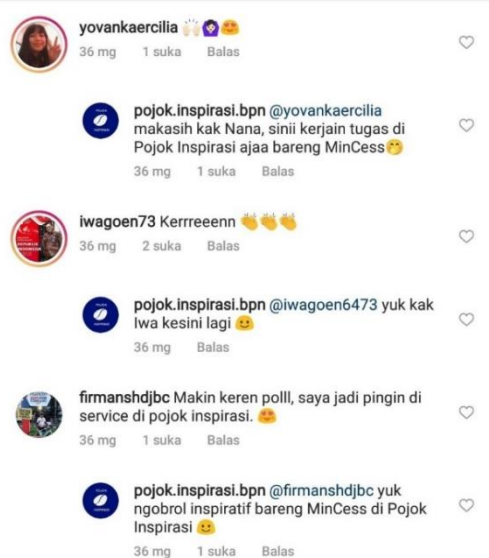 yovankaercilia 🙌🏻🙆🏻‍♀️😍
36 mg 1 suka Balas
pojok.inspirasi.bpn @yovankaercilia
makasih kak Nana, sinii kerjain tugas di
Pojok Inspirasi ajaa bareng MinCess🤭
36 mg 1 suka Balas
iwagoen73 Kerrreeenn 👏👏👏
36 mg 2 suka Balas
pojok.inspirasi.bpn @iwagoen6473 yuk kak
Iwa kesini lagi ☺️
36 mg Balas
firmanshdjbc Makin keren polll, saya jadi pingin di
service di pojok inspirasi. 😍
36 mg 1 suka Balas
pojok.inspirasi.bpn @firmanshdjbc yuk
ngobrol inspiratif bareng MinCess di Pojok
Inspirasi ☺️
36 mg 1 suka Balas